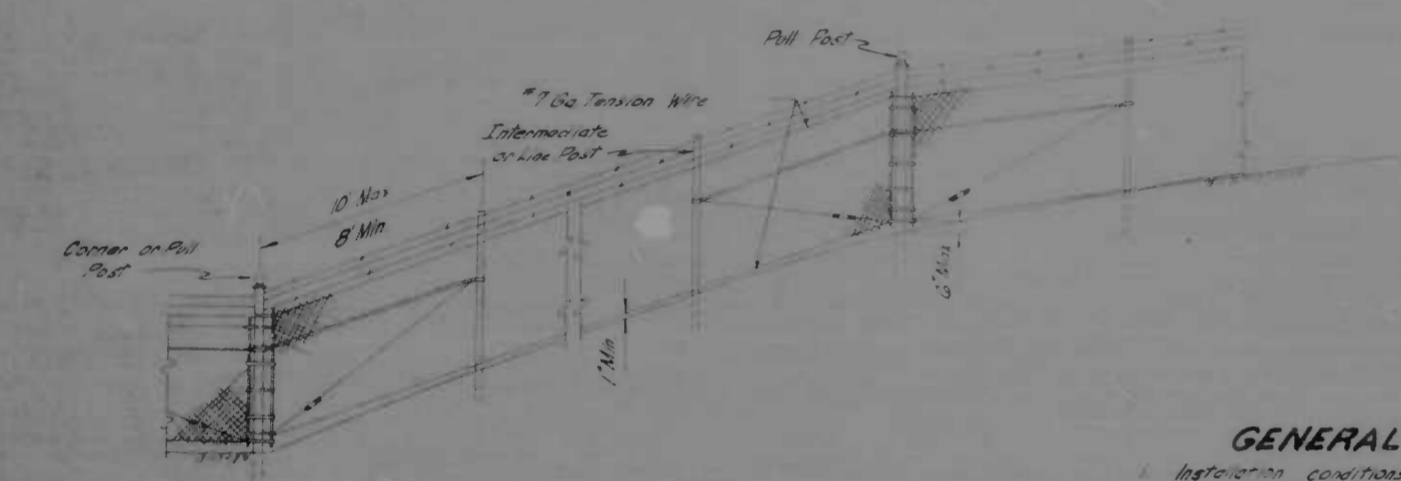 Pull Post
#7 Ga Tension Wire
Intermediate
or Line Post
10' Max
8' Min
Corner or Pull
Post
6" Max
1" Min
GENERAL
1. Installation conditions